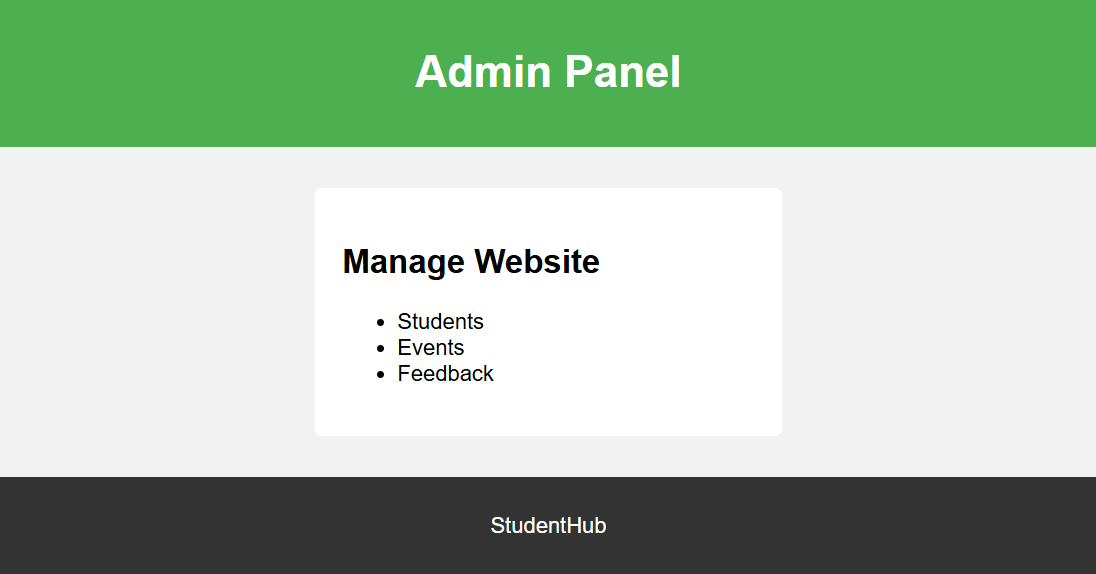 Admin Panel
Manage Website
Students
Events
Feedback
StudentHub